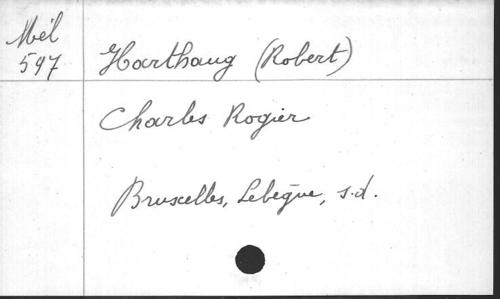 Mél
597
Harthaug (Robert)
Charles Rogier
Bruxelles, Lebègue, s.d.